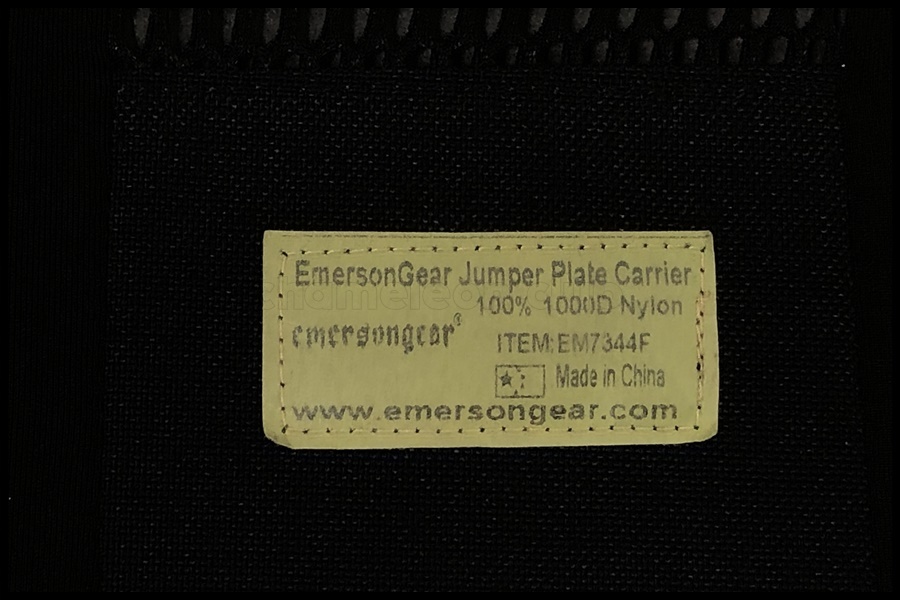 EmersonGear Jumper Plate Carrier
100% 1000D Nylon
emersongear®
ITEM:EM7344F
Made in China
www.emersongear.com